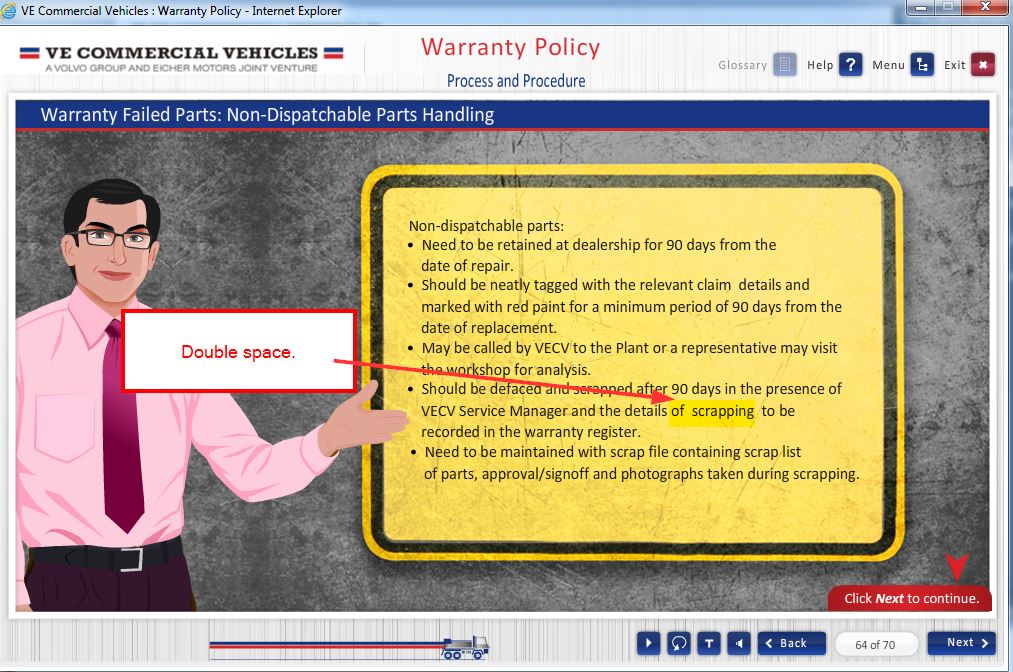 VE Commercial Vehicles : Warranty Policy - Internet Explorer
VE COMMERCIAL VEHICLES
A VOLVO GROUP AND EICHER MOTORS JOINT VENTURE
Warranty Policy
Process and Procedure
Glossary Help ? Menu Exit
Warranty Failed Parts: Non-Dispatchable Parts Handling
Non-dispatchable parts:
• Need to be retained at dealership for 90 days from the
date of repair.
• Should be neatly tagged with the relevant claim  details and
marked with red paint for a minimum period of 90 days from the
date of replacement.
• May be called by VECV to the Plant or a representative may visit
the workshop for analysis.
• Should be defaced and scrapped after 90 days in the presence of
VECV Service Manager and the details of  scrapping  to be
recorded in the warranty register.
• Need to be maintained with scrap file containing scrap list
of parts, approval/signoff and photographs taken during scrapping.
Double space.
Click Next to continue.
T
Back
64 of 70
Next